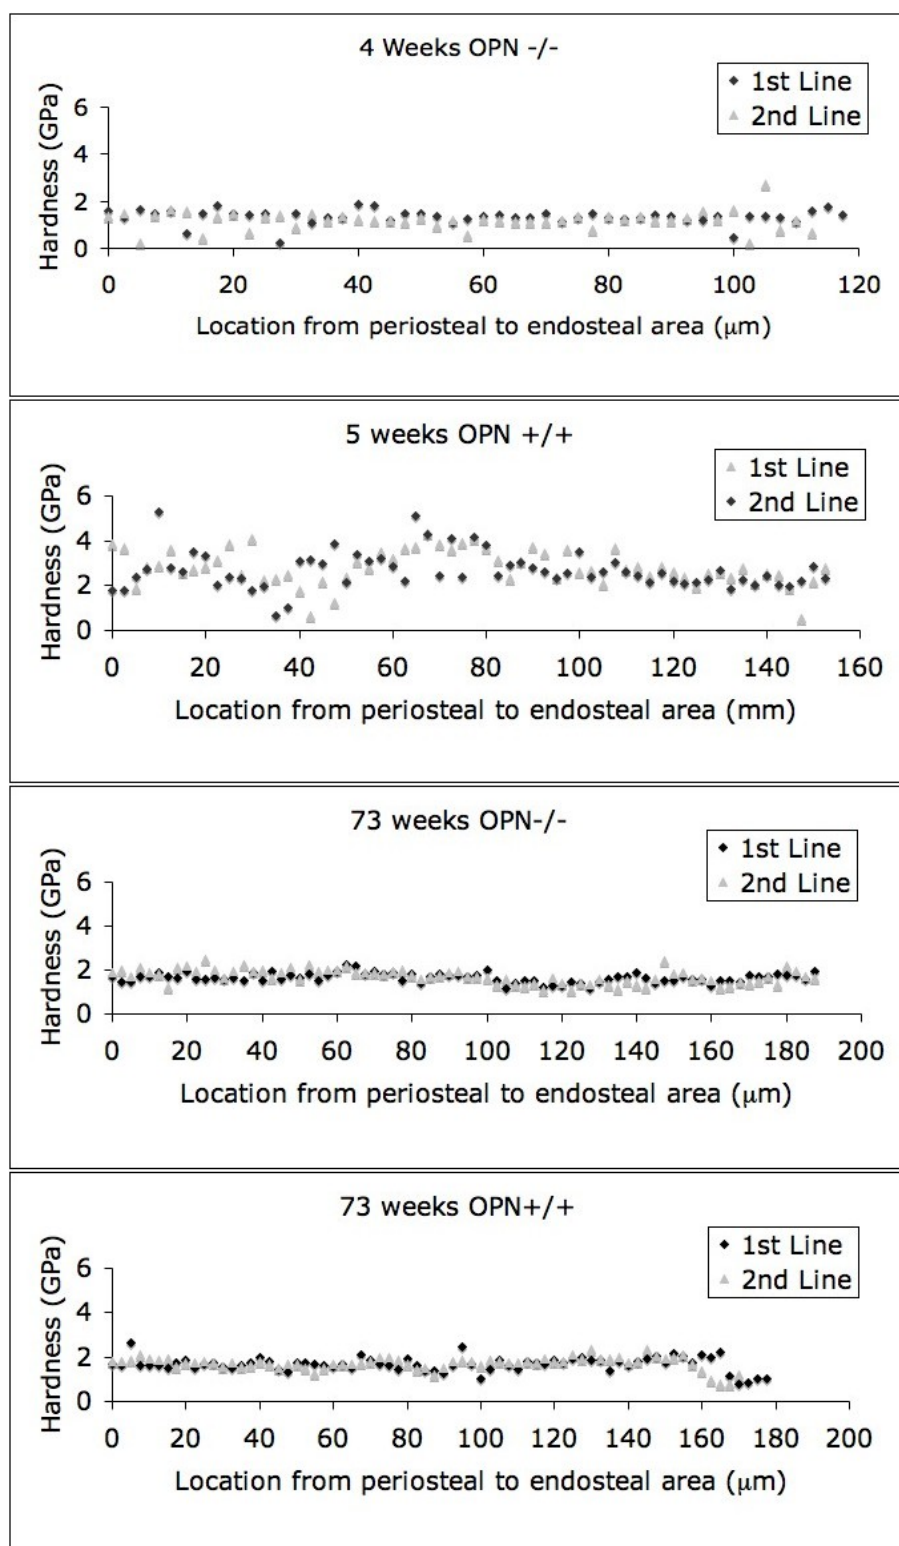 4 Weeks OPN -/-
1st Line
2nd Line
Hardness (GPa)
6
4
2
0
0 20 40 60 80 100 120
Location from periosteal to endosteal area (μm)
5 weeks OPN +/+
1st Line
2nd Line
Hardness (GPa)
6
4
2
0
0 20 40 60 80 100 120 140 160
Location from periosteal to endosteal area (mm)
73 weeks OPN-/-
1st Line
2nd Line
Hardness (GPa)
6
4
2
0
0 20 40 60 80 100 120 140 160 180 200
Location from periosteal to endosteal area (μm)
73 weeks OPN+/+
1st Line
2nd Line
Hardness (GPa)
6
4
2
0
0 20 40 60 80 100 120 140 160 180 200
Location from periosteal to endosteal area (μm)